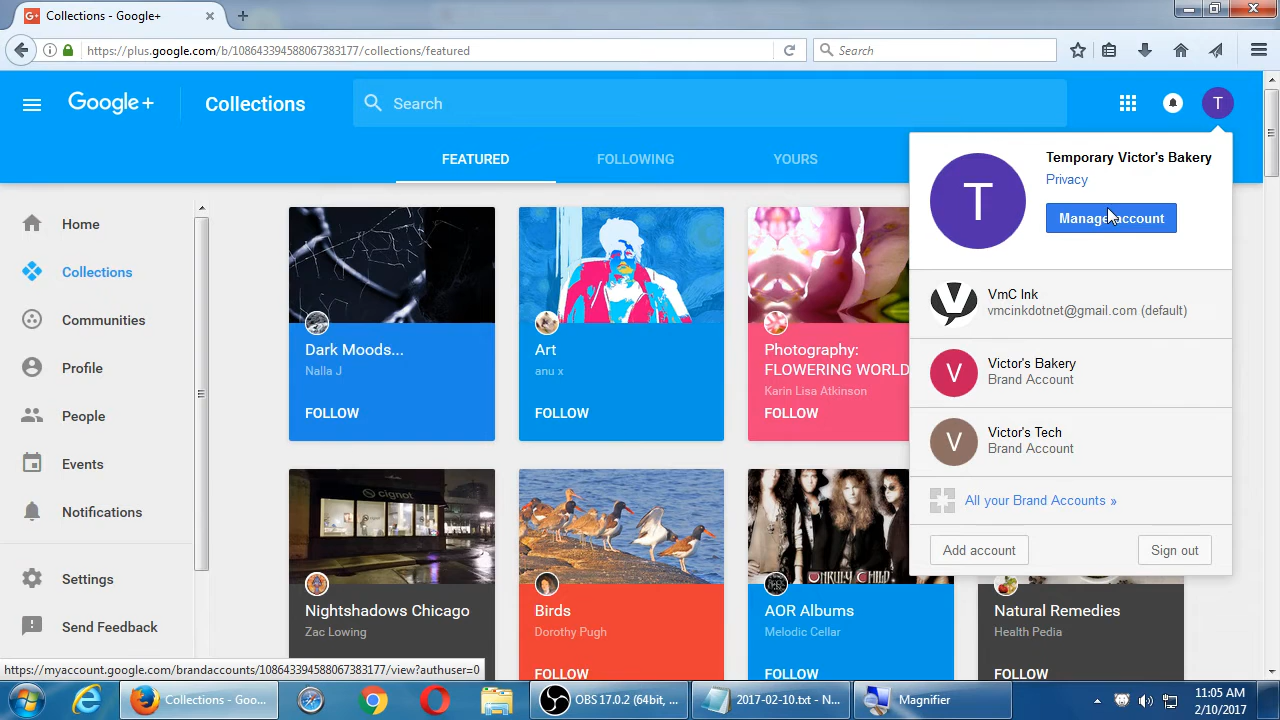 Collections - Google+
https://plus.google.com/b/108643394588067383177/collections/featured
Search
Google+
Collections
Search
T
FEATURED
FOLLOWING
YOURS
Home
Collections
Communities
Profile
People
Events
Notifications
Settings
Send Feedback
Dark Moods...
Nalla J
FOLLOW
Art
anu x
FOLLOW
Photography:
FLOWERING WORLD
Karin Lisa Atkinson
FOLLOW
cignot
Nightshadows Chicago
Zac Lowing
Birds
Dorothy Pugh
FOLLOW
UNRULY CHILD
AOR Albums
Melodic Cellar
FOLLOW
Natural Remedies
Health Pedia
FOLLOW
T
Temporary Victor's Bakery
Privacy
Manage account
VmC Ink
vmcinkdotnet@gmail.com (default)
V
Victor's Bakery
Brand Account
V
Victor's Tech
Brand Account
All your Brand Accounts »
Add account
Sign out
https://myaccount.google.com/brandaccounts/108643394588067383177/view?authuser=0
Collections - Goo...
OBS 17.0.2 (64bit, ...
2017-02-10.txt - N...
Magnifier
11:05 AM
2/10/2017